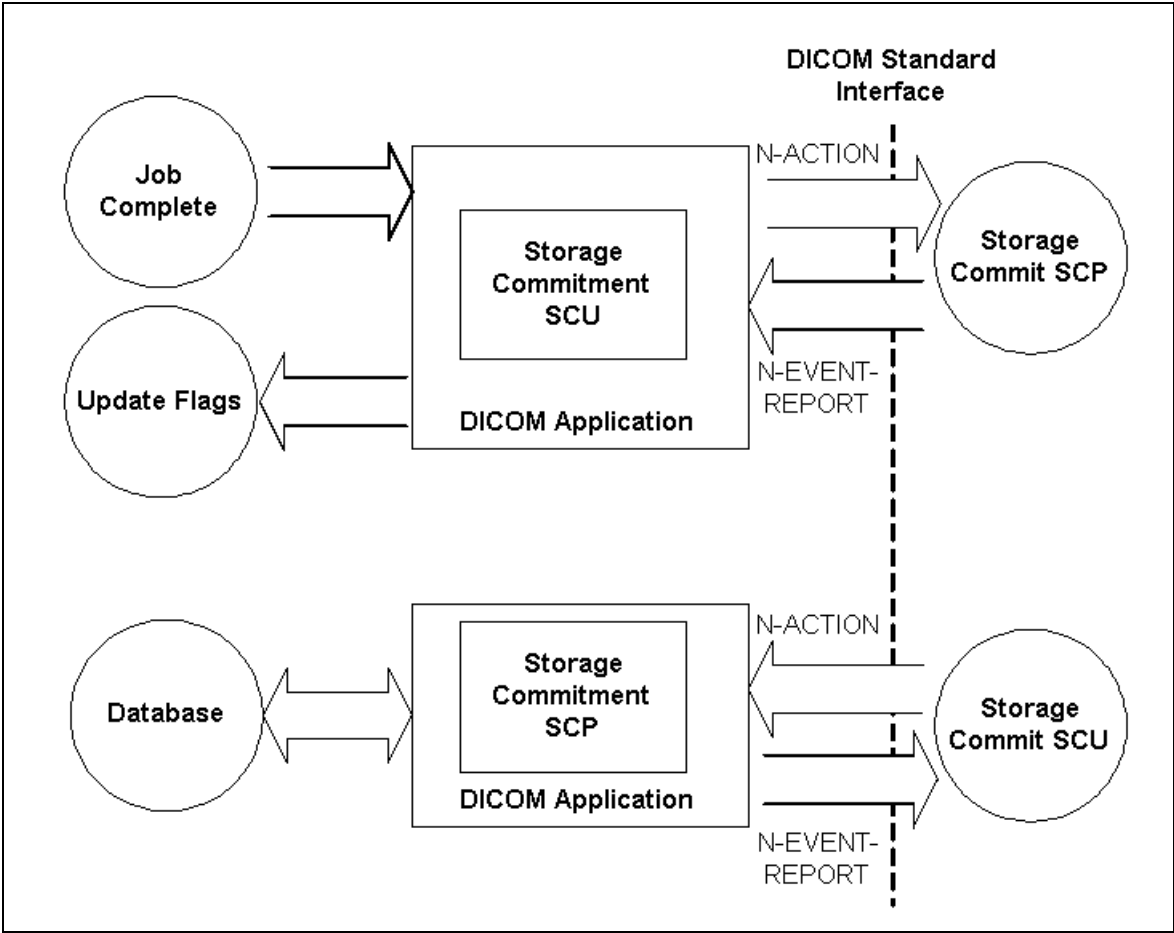 DICOM Standard
Interface
Job
Complete
N-ACTION
Storage
Commitment
SCU
Storage
Commit SCP
Update Flags
N-EVENT-
REPORT
DICOM Application
Database
Storage
Commitment
SCP
N-ACTION
Storage
Commit SCU
DICOM Application
N-EVENT-
REPORT